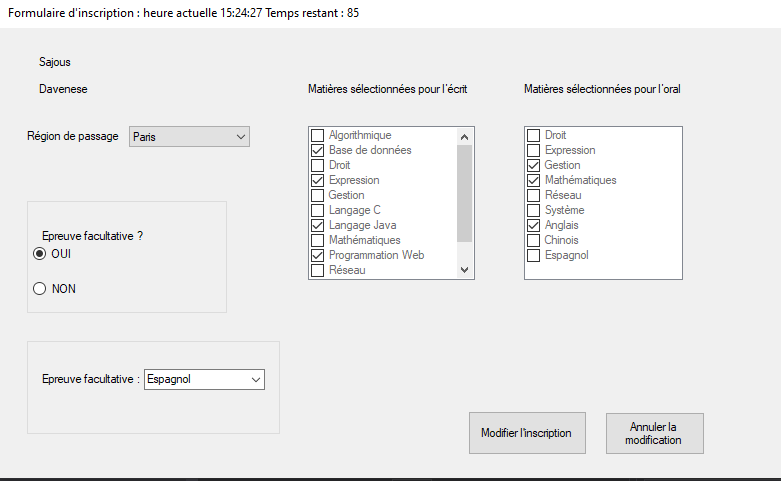 Formulaire d'inscription : heure actuelle 15:24:27 Temps restant : 85
Sajous
Davenese
Matières sélectionnées pour l'écrit
Matières sélectionnées pour l'oral
Région de passage
Paris
Algorithmique
Base de données
Droit
Expression
Gestion
Langage C
Langage Java
Mathématiques
Programmation Web
Réseau
Droit
Expression
Gestion
Mathématiques
Réseau
Système
Anglais
Chinois
Espagnol
Epreuve facultative ?
OUI
NON
Epreuve facultative :
Espagnol
Modifier l'inscription
Annuler la
modification